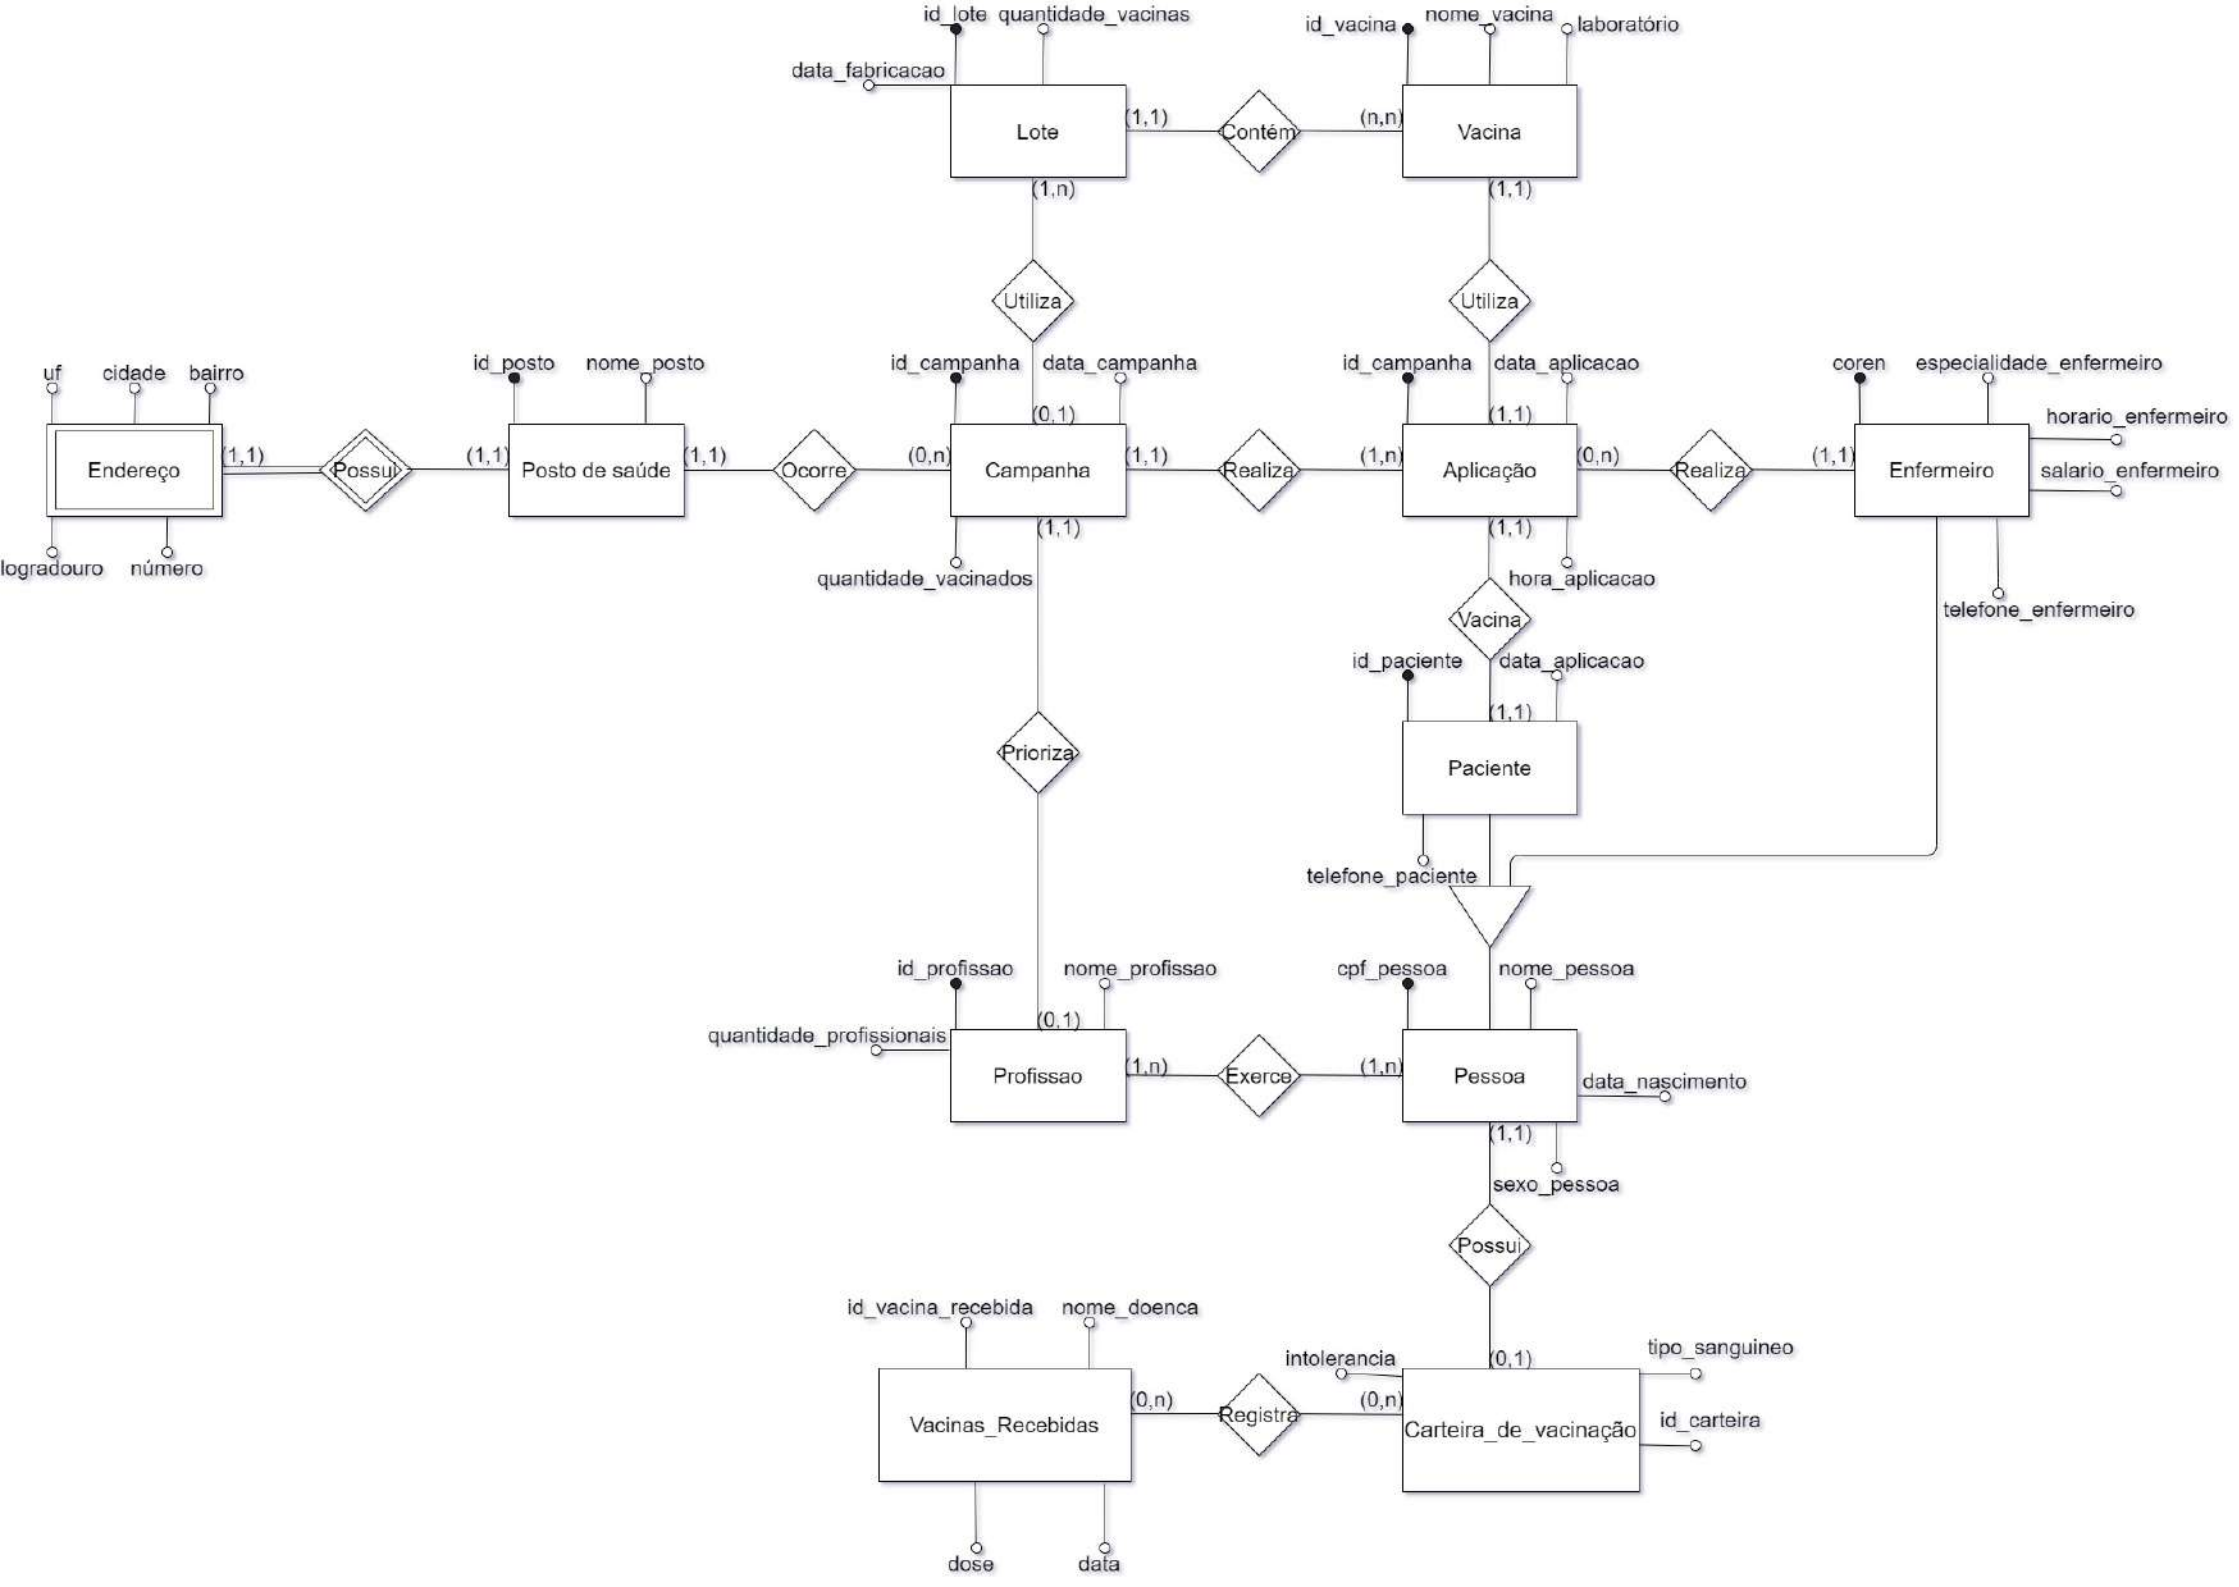 id_lote quantidade_vacinas
id_vacina nome_vacina laboratório
data_fabricacao
Lote (1,1) Contém (n,n) Vacina
(1,n) (1,1)
Utiliza Utiliza
uf cidade bairro id_posto nome_posto id_campanha data_campanha id_campanha data_aplicacao coren especialidade_enfermeiro
(0,1) (1,1) horario_enfermeiro
Endereço (1,1) Possui (1,1) Posto de saúde (1,1) Ocorre (0,n) Campanha (1,1) Realiza (1,n) Aplicação (0,n) Realiza (1,1) Enfermeiro salario_enfermeiro
(1,1) (1,1)
logradouro número quantidade_vacinados hora_aplicacao
telefone_enfermeiro
Vacina
id_paciente data_aplicacao
(1,1)
Prioriza Paciente
telefone_paciente
id_profissao nome_profissao cpf_pessoa nome_pessoa
(0,1)
quantidade_profissionais
Profissao (1,n) Exerce (1,n) Pessoa data_nascimento
(1,1)
sexo_pessoa
Possui
id_vacina_recebida nome_doenca
intolerancia (0,1) tipo_sanguineo
Vacinas_Recebidas (0,n) Registra (0,n) Carteira_de_vacinação id_carteira
dose data